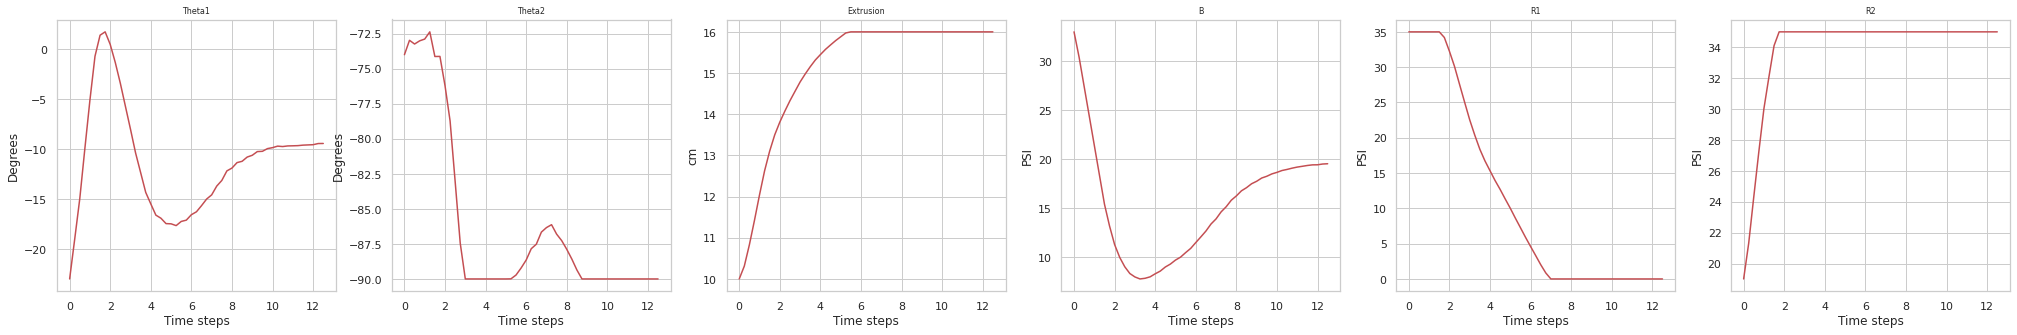 Theta1
Degrees
0
−5
−10
−15
−20
0 2 4 6 8 10 12
Time steps
Theta2
Degrees
−72.5
−75.0
−77.5
−80.0
−82.5
−85.0
−87.5
−90.0
0 2 4 6 8 10 12
Time steps
Extrusion
cm
16
15
14
13
12
11
10
0 2 4 6 8 10 12
Time steps
B
PSI
30
25
20
15
10
0 2 4 6 8 10 12
Time steps
R1
PSI
35
30
25
20
15
10
5
0
0 2 4 6 8 10 12
Time steps
R2
PSI
34
32
30
28
26
24
22
20
0 2 4 6 8 10 12
Time steps